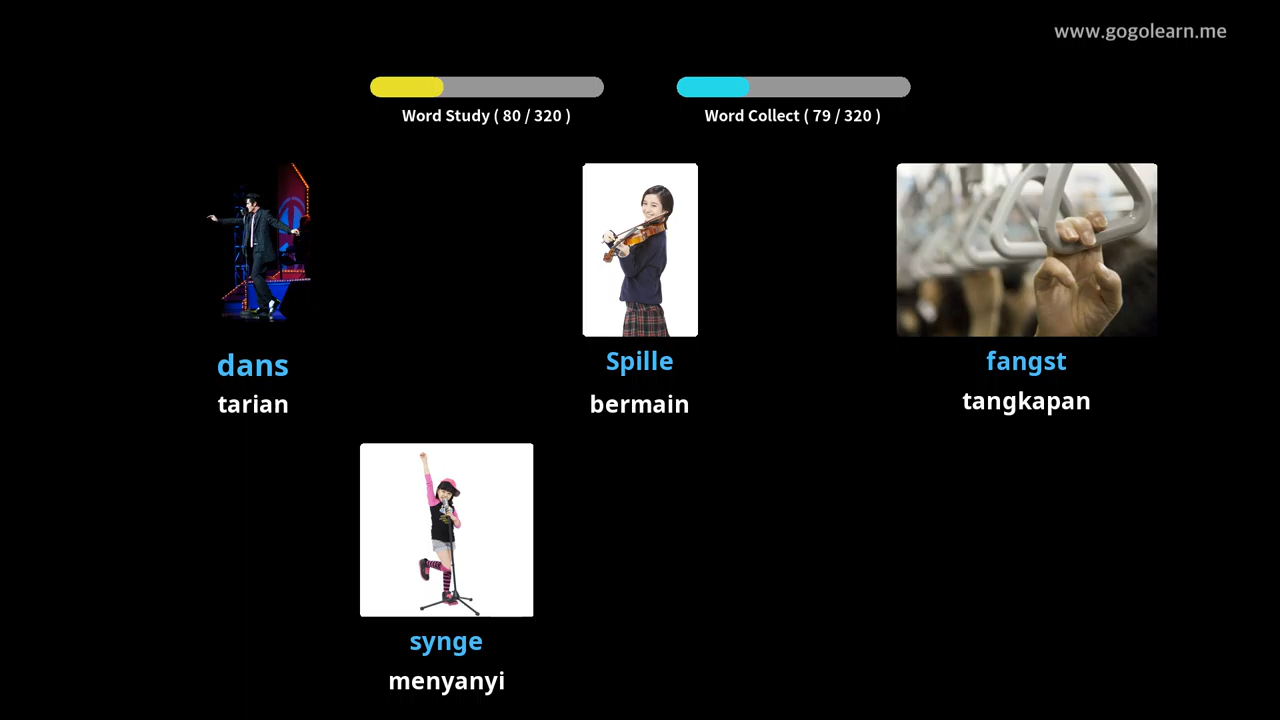 www.gogolearn.me
Word Study ( 80 / 320 )
Word Collect ( 79 / 320 )
dans
tarian
Spille
bermain
fangst
tangkapan
synge
menyanyi